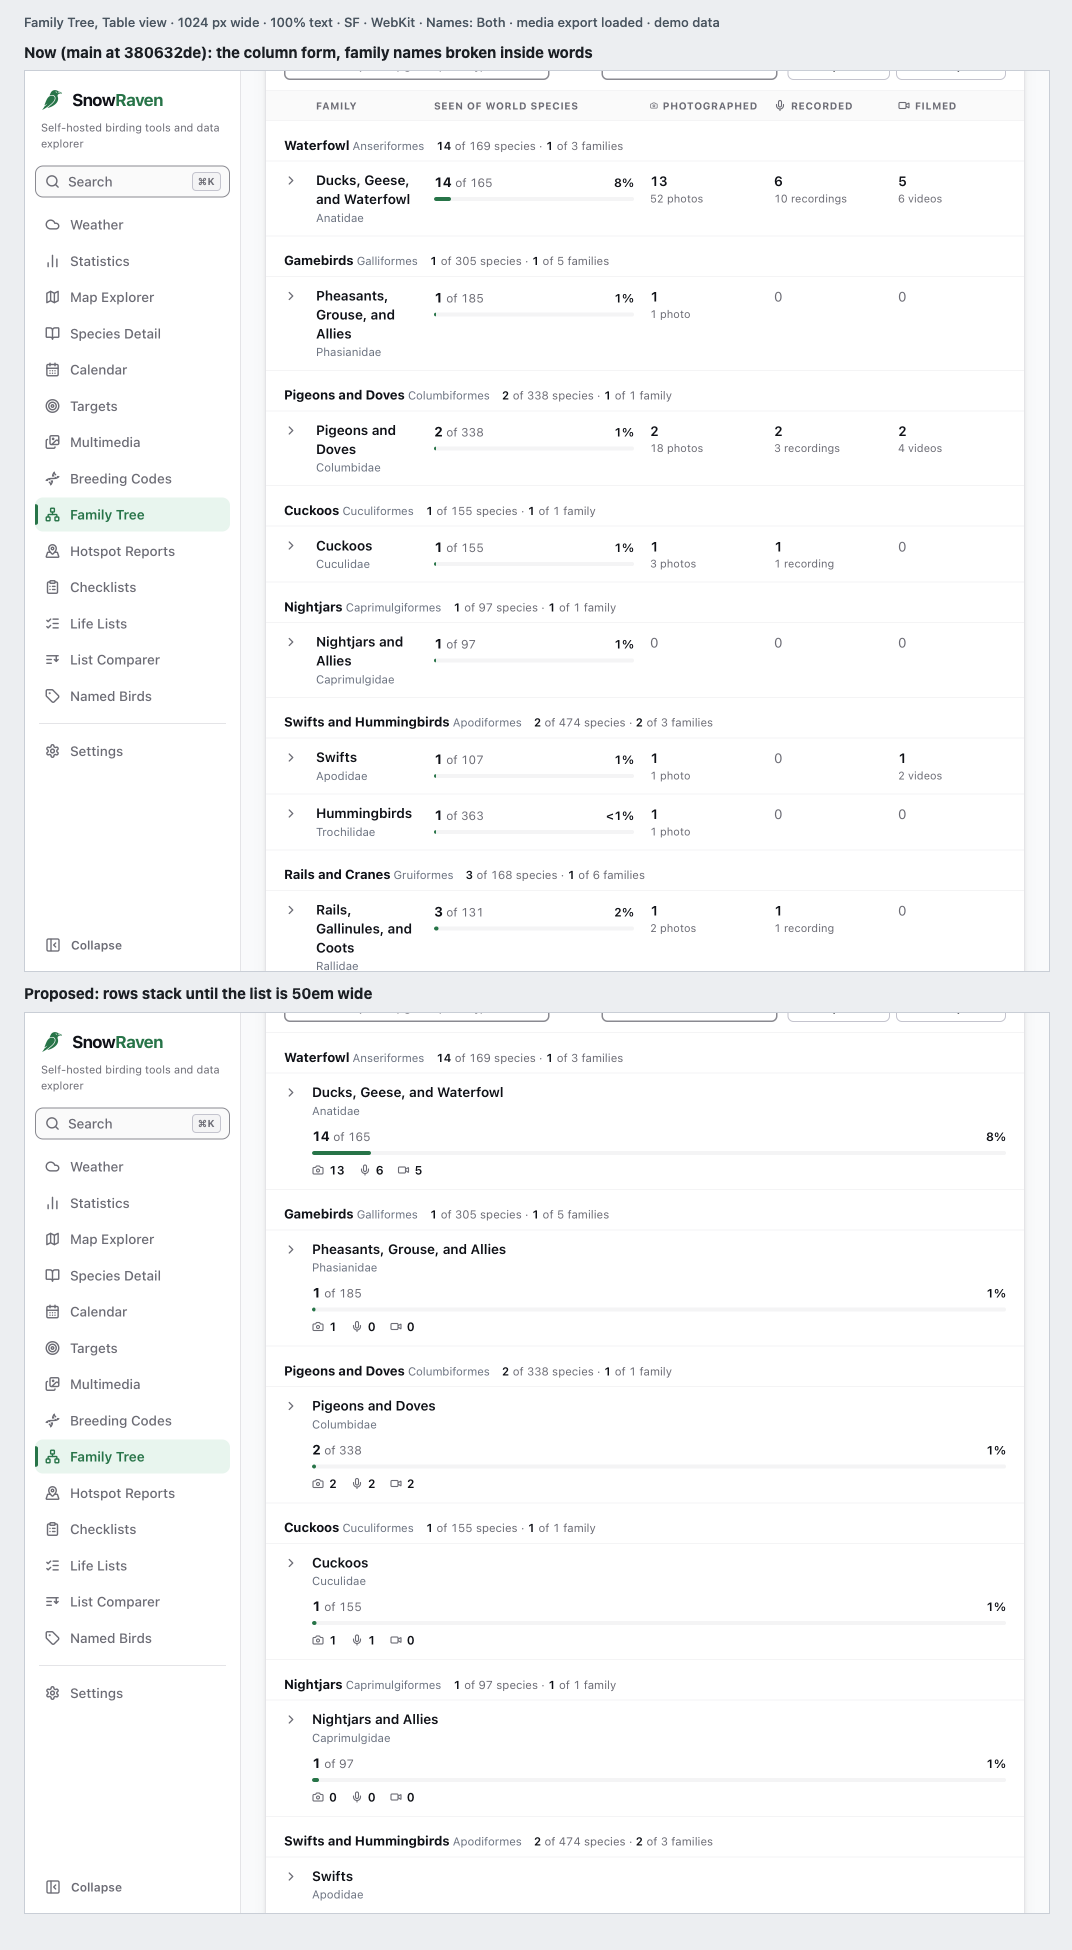 Family Tree, Table view · 1024 px wide · 100% text · SF · WebKit · Names: Both · media export loaded · demo data
Now (main at 380632de): the column form, family names broken inside words
SnowRaven
Self-hosted birding tools and data
explorer
Search ⌘K
Weather
Statistics
Map Explorer
Species Detail
Calendar
Targets
Multimedia
Breeding Codes
Family Tree
Hotspot Reports
Checklists
Life Lists
List Comparer
Named Birds
Settings
Collapse
FAMILY SEEN OF WORLD SPECIES PHOTOGRAPHED RECORDED FILMED
Waterfowl Anseriformes 14 of 169 species · 1 of 3 families
Ducks, Geese,
and Waterfowl
Anatidae
14 of 165 8%
13
52 photos
6
10 recordings
5
6 videos
Gamebirds Galliformes 1 of 305 species · 1 of 5 families
Pheasants,
Grouse, and
Allies
Phasianidae
1 of 185 1%
1
1 photo
0
0
Pigeons and Doves Columbiformes 2 of 338 species · 1 of 1 family
Pigeons and
Doves
Columbidae
2 of 338 1%
2
18 photos
2
3 recordings
2
4 videos
Cuckoos Cuculiformes 1 of 155 species · 1 of 1 family
Cuckoos
Cuculidae
1 of 155 1%
1
3 photos
1
1 recording
0
Nightjars Caprimulgiformes 1 of 97 species · 1 of 1 family
Nightjars and
Allies
Caprimulgidae
1 of 97 1%
0
0
0
Swifts and Hummingbirds Apodiformes 2 of 474 species · 2 of 3 families
Swifts
Apodidae
1 of 107 1%
1
1 photo
0
1
2 videos
Hummingbirds
Trochilidae
1 of 363 <1%
1
1 photo
0
0
Rails and Cranes Gruiformes 3 of 168 species · 1 of 6 families
Rails,
Gallinules, and
Coots
Rallidae
3 of 131 2%
1
2 photos
1
1 recording
0
Proposed: rows stack until the list is 50em wide
SnowRaven
Self-hosted birding tools and data
explorer
Search ⌘K
Weather
Statistics
Map Explorer
Species Detail
Calendar
Targets
Multimedia
Breeding Codes
Family Tree
Hotspot Reports
Checklists
Life Lists
List Comparer
Named Birds
Settings
Collapse
Waterfowl Anseriformes 14 of 169 species · 1 of 3 families
Ducks, Geese, and Waterfowl
Anatidae
14 of 165 8%
13 6 5
Gamebirds Galliformes 1 of 305 species · 1 of 5 families
Pheasants, Grouse, and Allies
Phasianidae
1 of 185 1%
1 0 0
Pigeons and Doves Columbiformes 2 of 338 species · 1 of 1 family
Pigeons and Doves
Columbidae
2 of 338 1%
2 2 2
Cuckoos Cuculiformes 1 of 155 species · 1 of 1 family
Cuckoos
Cuculidae
1 of 155 1%
1 1 0
Nightjars Caprimulgiformes 1 of 97 species · 1 of 1 family
Nightjars and Allies
Caprimulgidae
1 of 97 1%
0 0 0
Swifts and Hummingbirds Apodiformes 2 of 474 species · 2 of 3 families
Swifts
Apodidae